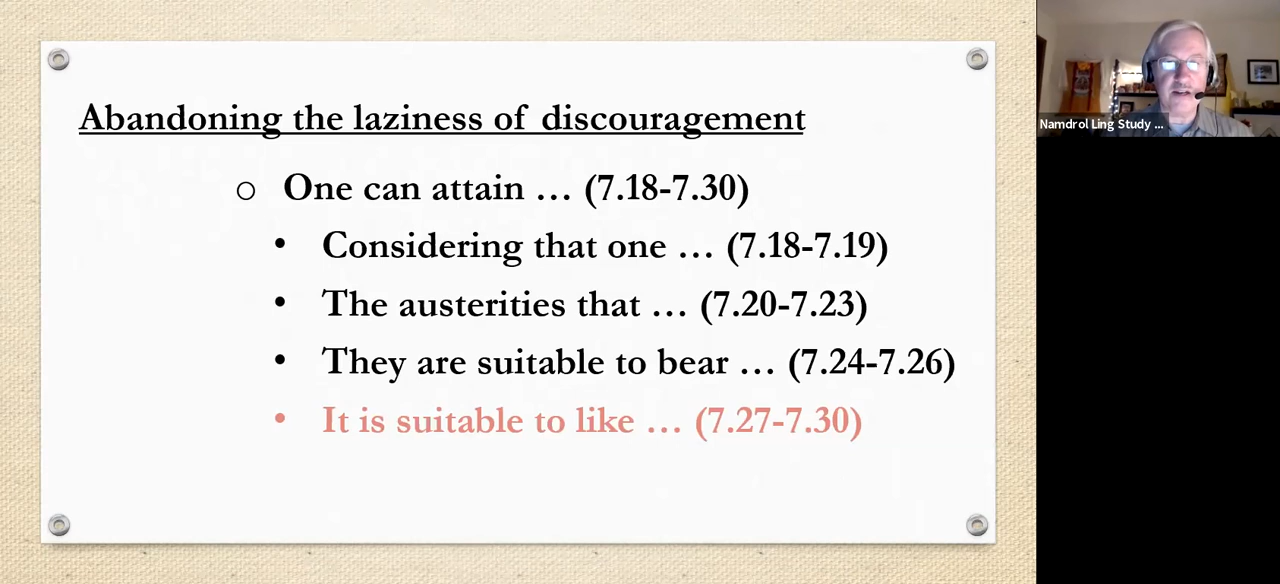 Abandoning the laziness of discouragement
○ One can attain … (7.18-7.30)
• Considering that one … (7.18-7.19)
• The austerities that … (7.20-7.23)
• They are suitable to bear … (7.24-7.26)
• It is suitable to like … (7.27-7.30)
Namdrol Ling Study ...